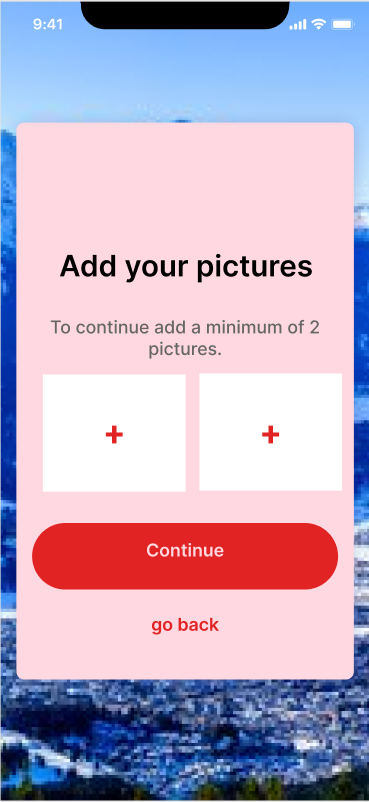 9:41
Add your pictures
To continue add a minimum of 2
pictures.
+ +
Continue
go back